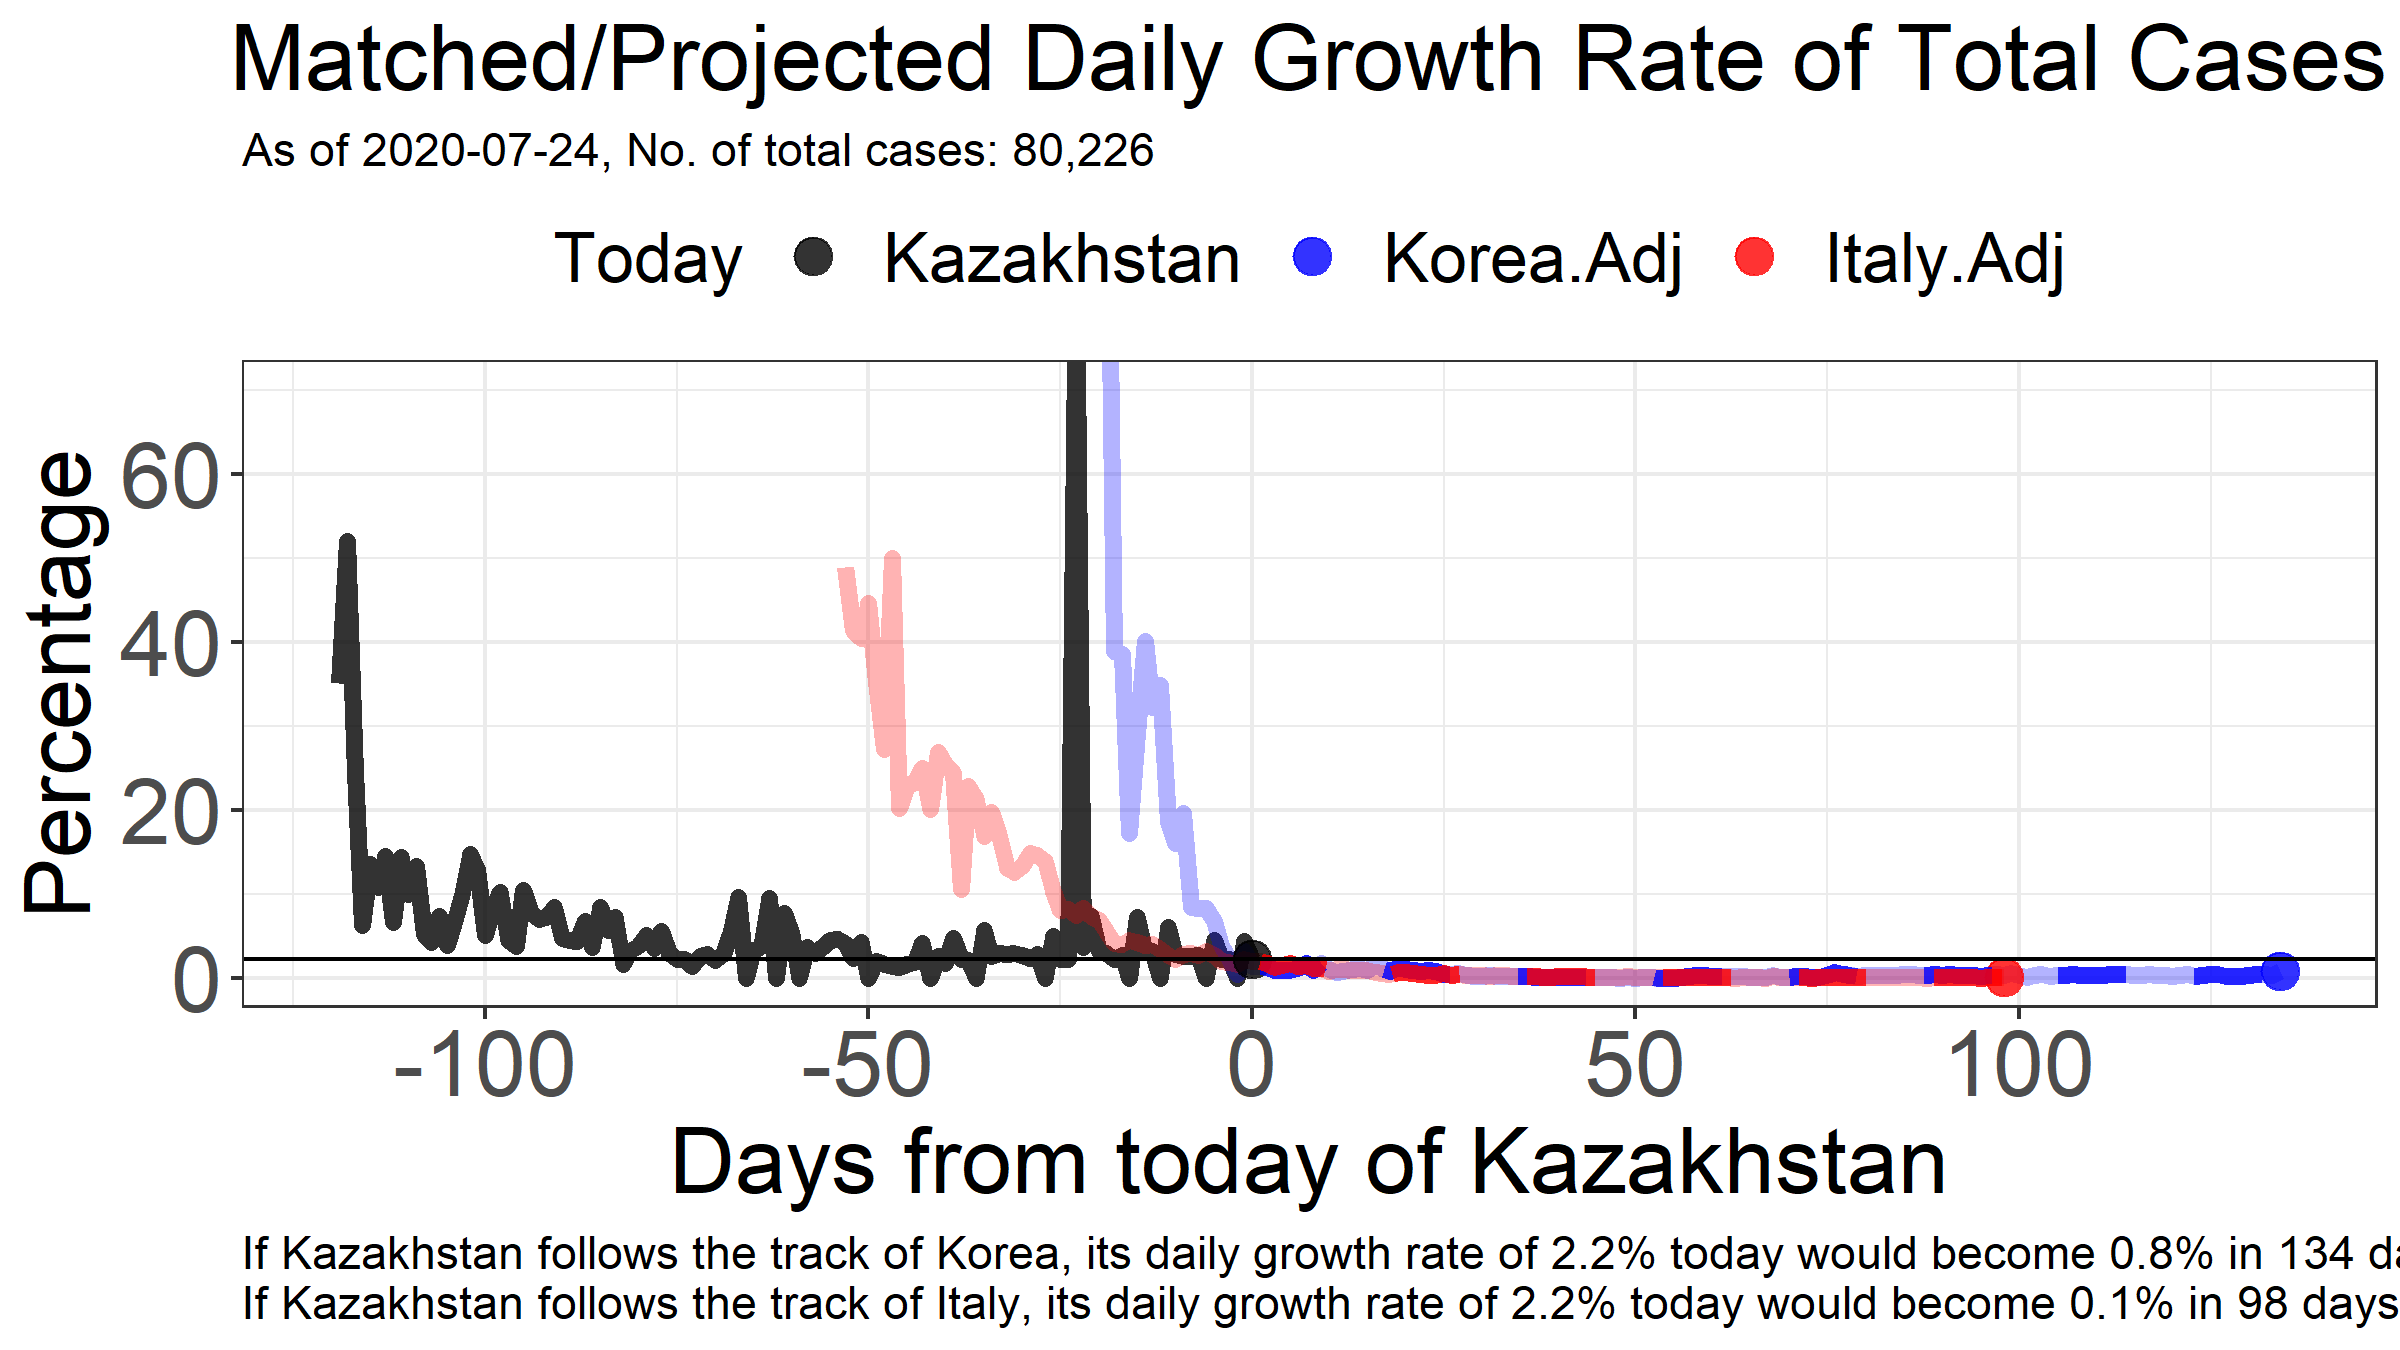 Matched/Projected Daily Growth Rate of Total Cases
As of 2020-07-24, No. of total cases: 80,226
Today Kazakhstan Korea.Adj Italy.Adj
Percentage
60
40
20
0
-100 -50 0 50 100
Days from today of Kazakhstan
If Kazakhstan follows the track of Korea, its daily growth rate of 2.2% today would become 0.8% in 134
If Kazakhstan follows the track of Italy, its daily growth rate of 2.2% today would become 0.1% in 98 days